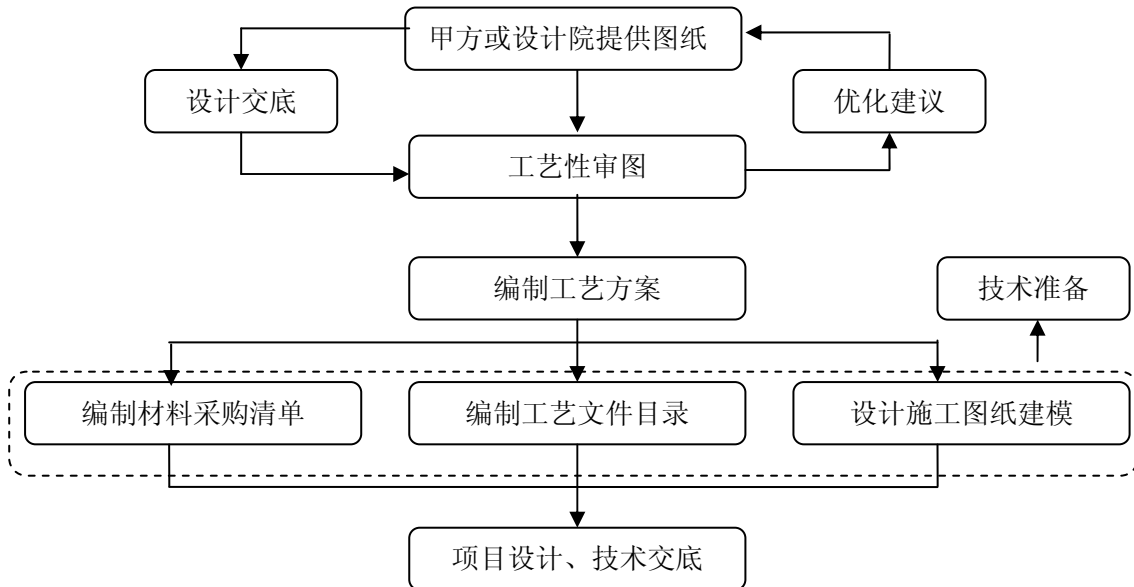 甲方或设计院提供图纸
设计交底
优化建议
工艺性审图
编制工艺方案
技术准备
编制材料采购清单
编制工艺文件目录
设计施工图纸建模
项目设计、技术交底